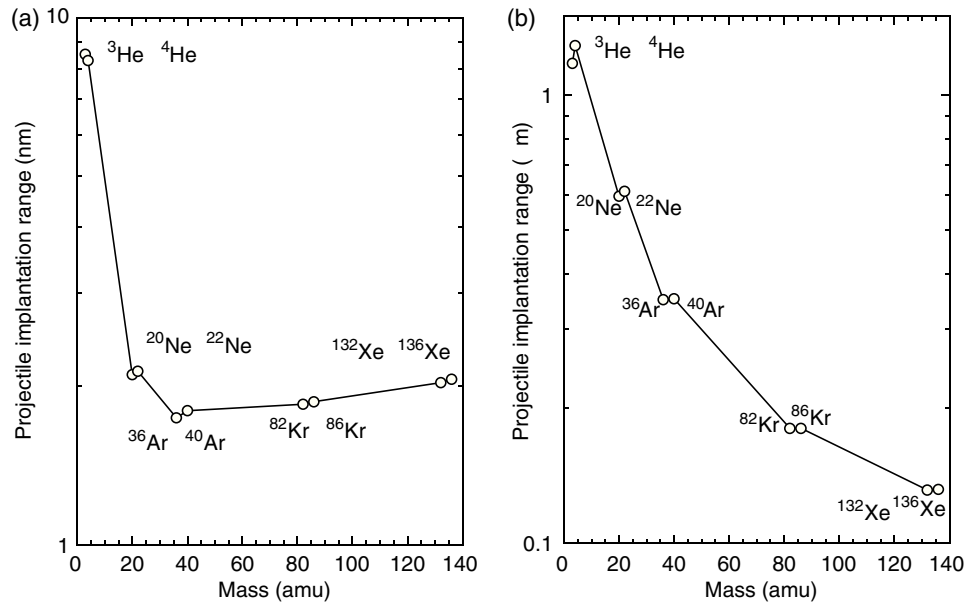 (a)
10
1
Projectile implantation range (nm)
³He ⁴He
²⁰Ne ²²Ne
¹³²Xe ¹³⁶Xe
³⁶Ar ⁴⁰Ar
⁸²Kr ⁸⁶Kr
0 20 40 60 80 100 120 140
Mass (amu)
(b)
1
0.1
Projectile implantation range ( m)
³He ⁴He
²⁰Ne ²²Ne
³⁶Ar ⁴⁰Ar
⁸²Kr ⁸⁶Kr
¹³²Xe ¹³⁶Xe
0 20 40 60 80 100 120 140
Mass (amu)